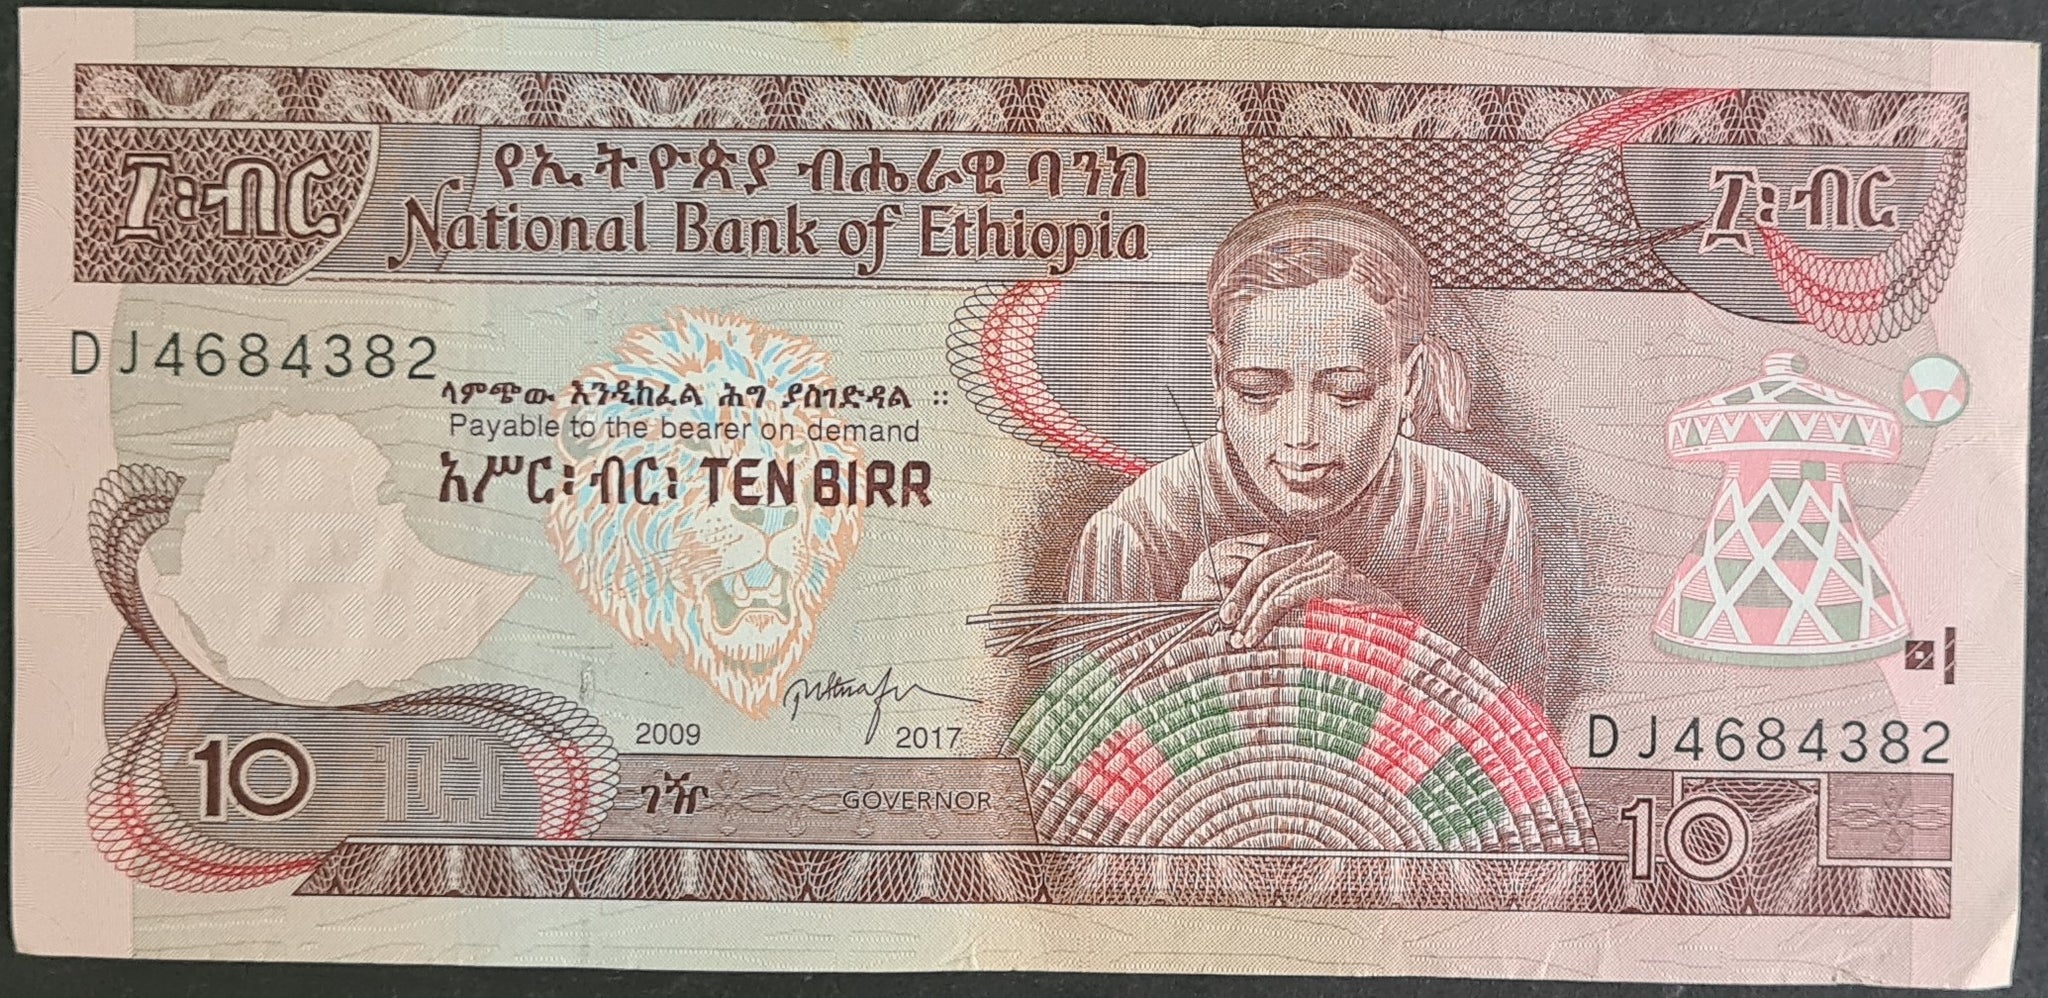 ፲፡ብር
የኢትዮጵያ ብሔራዊ ባንክ
National Bank of Ethiopia
፲፡ብር
DJ4684382
ላምጭው እንዲከፈል ሕግ ያስገድዳል ።
Payable to the bearer on demand
አሥር፡ብር፡ TEN BIRR
2009 2017
DJ4684382
10
10
ገዥ GOVERNOR
10